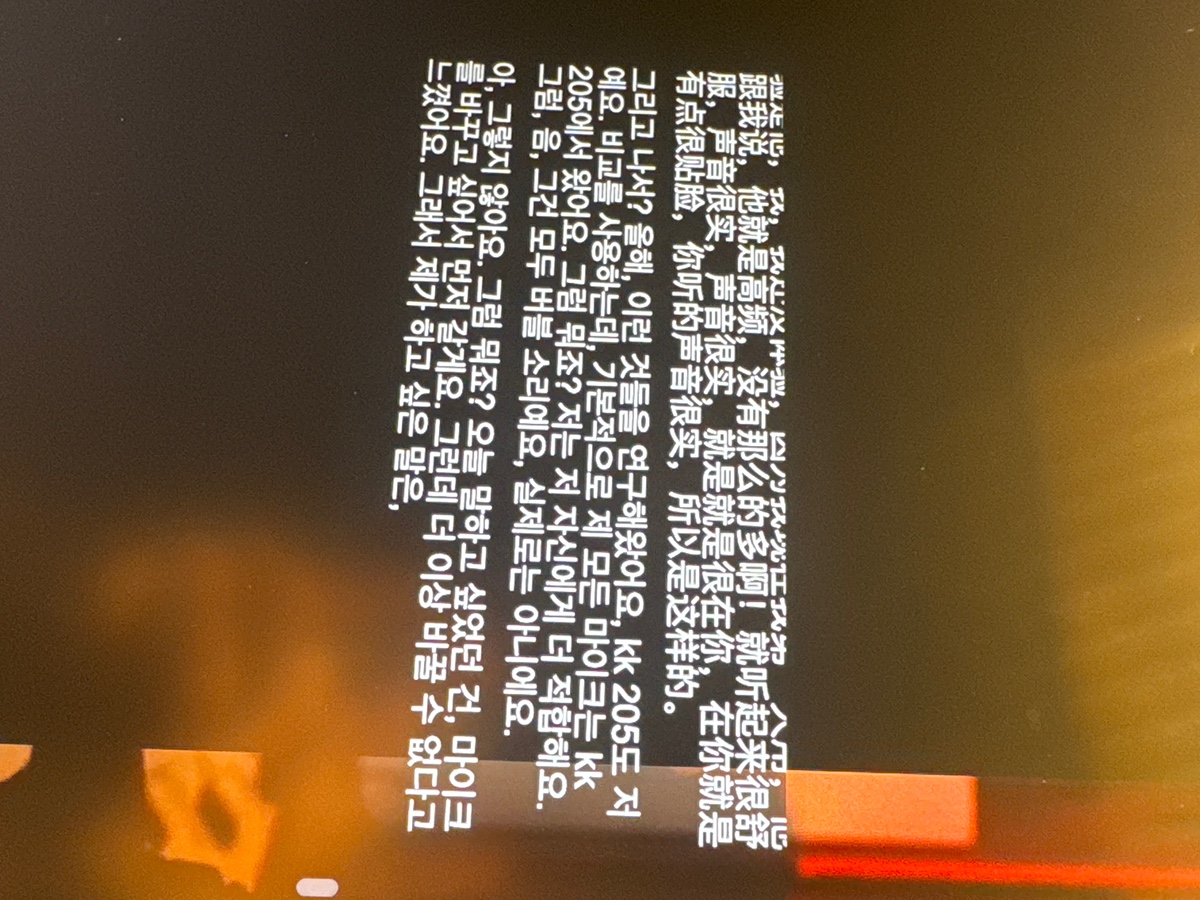 跟我说，他就是高频，没有那么的多啊！就听起来很舒
服，声音很实，声音很实，就是就是很在你，在你就是
有点很贴脸，你听的声音很实，所以是这样的。
그리고 나서? 올해, 이런 것들을 연구해왔어요, kk 205도 저
예요. 비교를 사용하는데, 기본적으로 제 모든 마이크는 kk
205에서 왔어요. 그럼 뭐죠? 저는 저 자신에게 더 적합해요.
그럼, 음, 그건 모두 버블 소리예요, 실제로는 아니에요.
아, 그렇지 않아요. 그럼 뭐죠? 오늘 말하고 싶었던 건, 마이크
를 바꾸고 싶어서 먼저 갈게요. 그런데 더 이상 바꿀 수 없다고
느꼈어요. 그래서 제가 하고 싶은 말은,